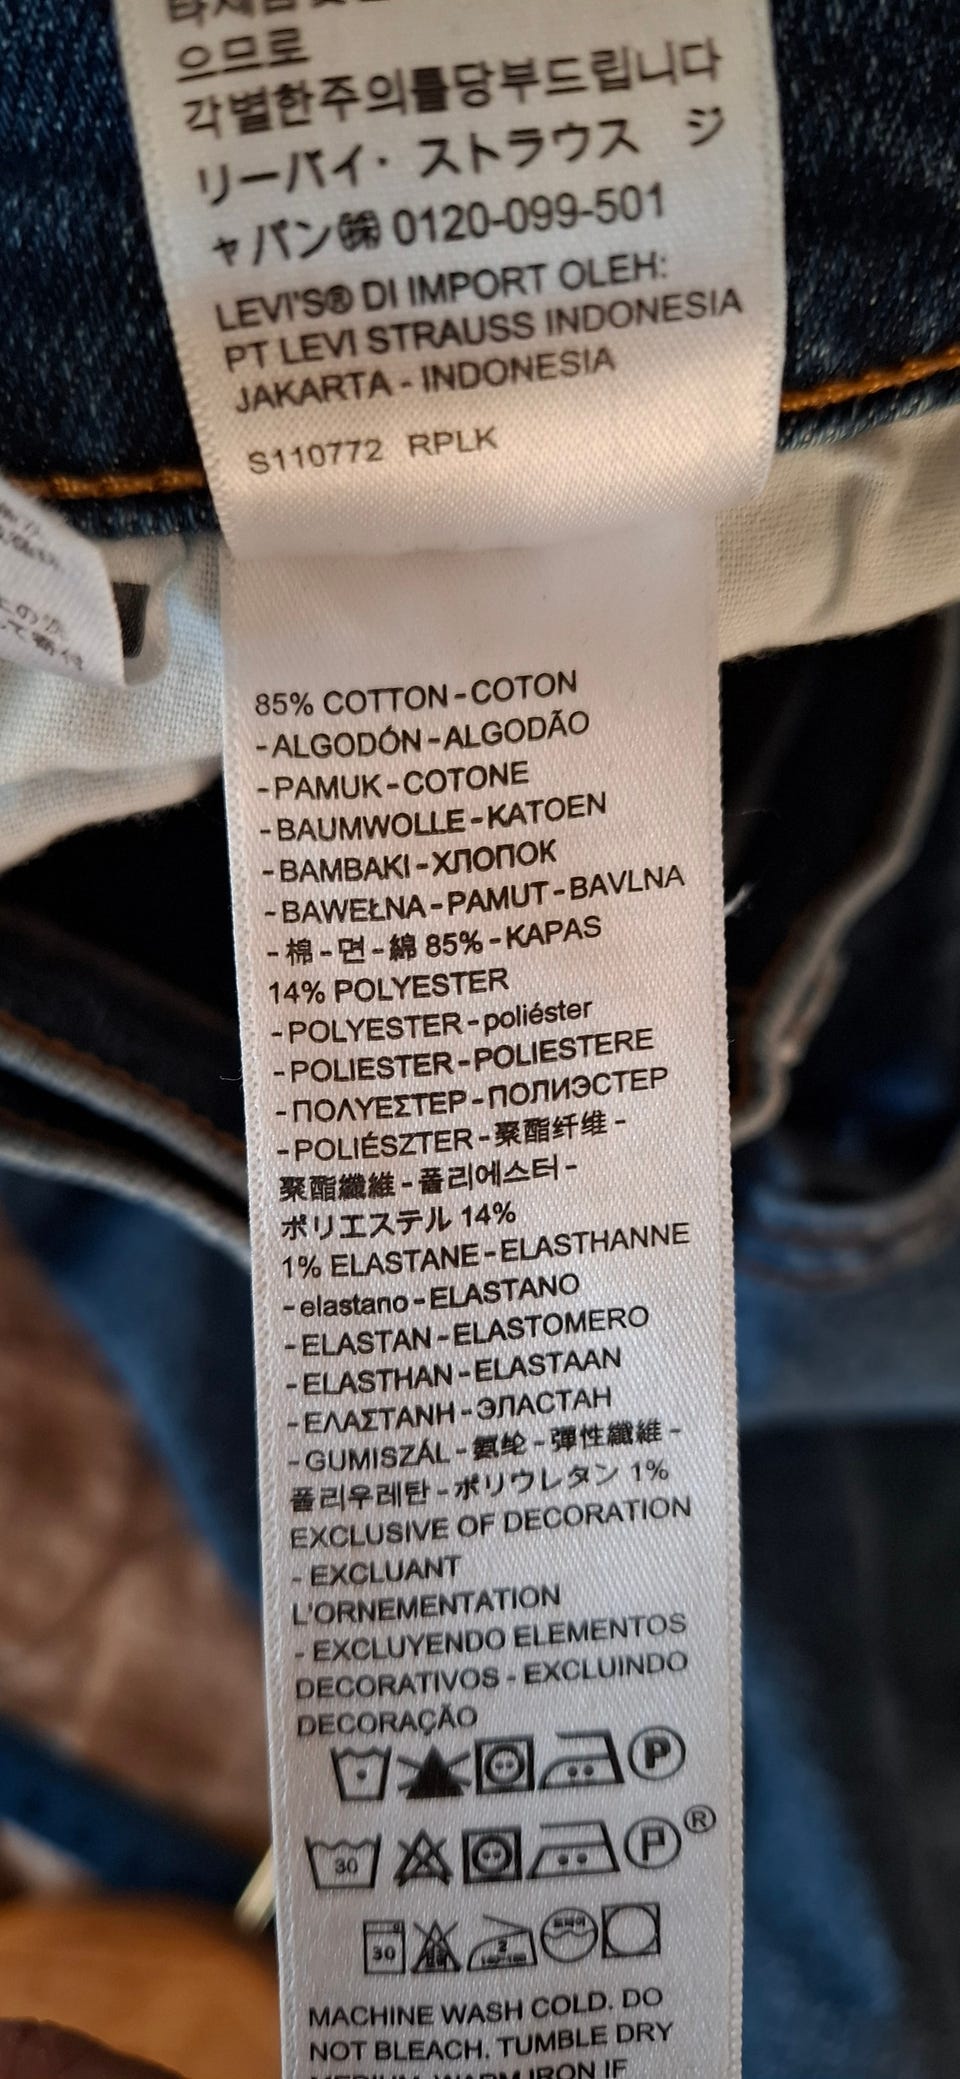 으므로
각별한주의를당부드립니다
リーバイ・ストラウス ジ
ャパン㈱ 0120-099-501
LEVI'S® DI IMPORT OLEH:
PT LEVI STRAUSS INDONESIA
JAKARTA - INDONESIA
S110772 RPLK
85% COTTON - COTON
- ALGODÓN - ALGODÃO
- PAMUK - COTONE
- BAUMWOLLE - KATOEN
- BAMBAKI - ХЛОПОК
- BAWEŁNA - PAMUT - BAVLNA
- 棉 - 면 - 綿 85% - KAPAS
14% POLYESTER
- POLYESTER - poliéster
- POLIESTER - POLIESTERE
- ΠΟΛΥΕΣΤΕΡ - ПОЛИЭСТЕР
- POLIÉSZTER - 聚酯纤维 -
聚酯纖維 - 폴리에스터 -
ポリエステル 14%
1% ELASTANE - ELASTHANNE
- elastano - ELASTANO
- ELASTAN - ELASTOMERO
- ELASTHAN - ELASTAAN
- ΕΛΑΣΤΑΝΗ - ЭЛАСТАН
- GUMISZÁL - 氨纶 - 彈性纖維 -
폴리우레탄 - ポリウレタン 1%
EXCLUSIVE OF DECORATION
- EXCLUANT
L'ORNEMENTATION
- EXCLUYENDO ELEMENTOS
DECORATIVOS - EXCLUINDO
DECORAÇÃO
P
30 P ®
30 2
MACHINE WASH COLD. DO
NOT BLEACH. TUMBLE DRY
MEDIUM. WARM IRON IF